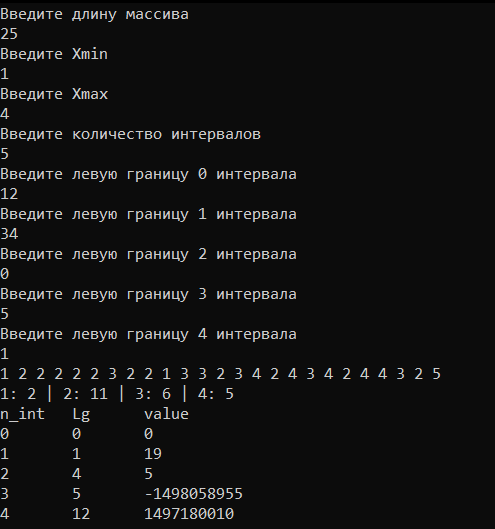 Введите длину массива
25
Введите Xmin
1
Введите Xmax
4
Введите количество интервалов
5
Введите левую границу 0 интервала
12
Введите левую границу 1 интервала
34
Введите левую границу 2 интервала
0
Введите левую границу 3 интервала
5
Введите левую границу 4 интервала
1
1 2 2 2 2 2 3 2 2 1 3 3 2 3 4 2 4 3 4 2 4 4 3 2 5
1: 2 | 2: 11 | 3: 6 | 4: 5
n_int Lg value
0 0 0
1 1 19
2 4 5
3 5 -1498058955
4 12 1497180010